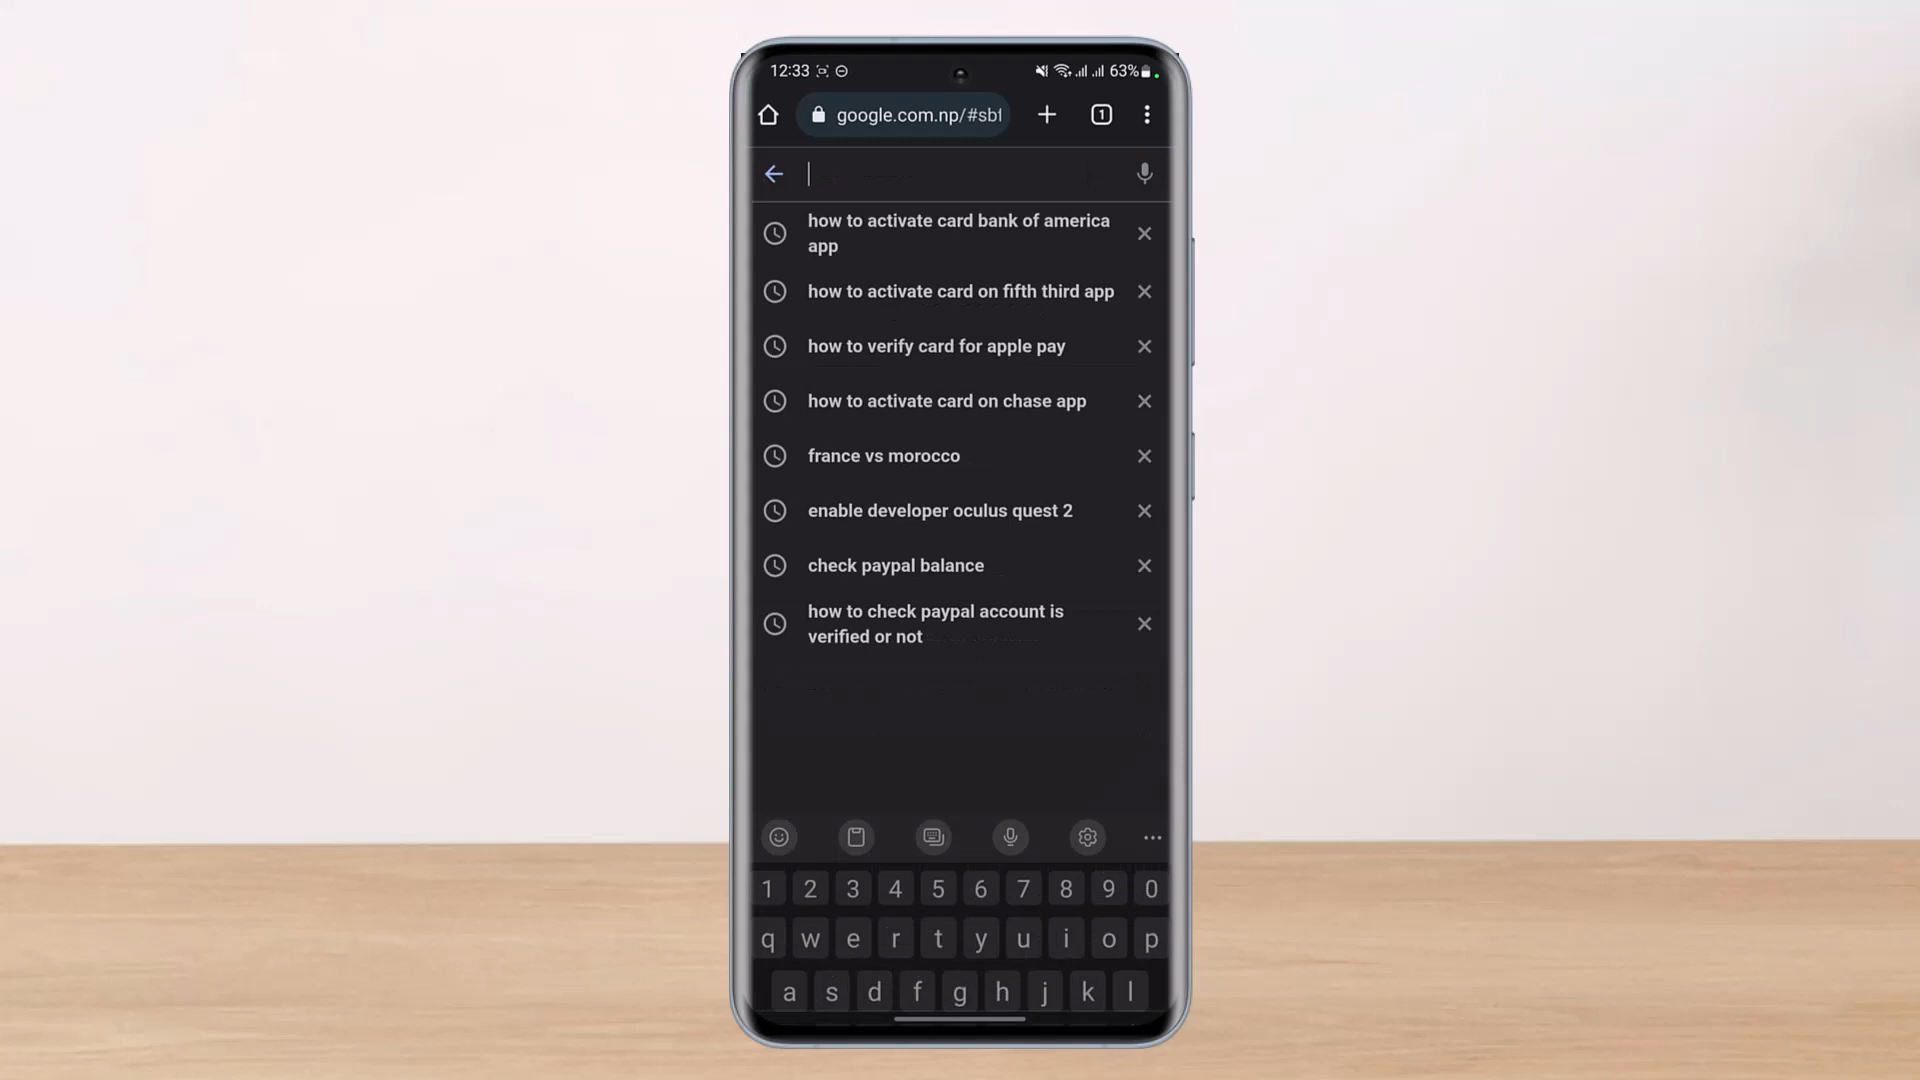 12:33 63%
google.com.np/#sbf
1
how to activate card bank of america
app
how to activate card on fifth third app
how to verify card for apple pay
how to activate card on chase app
france vs morocco
enable developer oculus quest 2
check paypal balance
how to check paypal account is
verified or not
1 2 3 4 5 6 7 8 9 0
q w e r t y u i o p
a s d f g h j k l